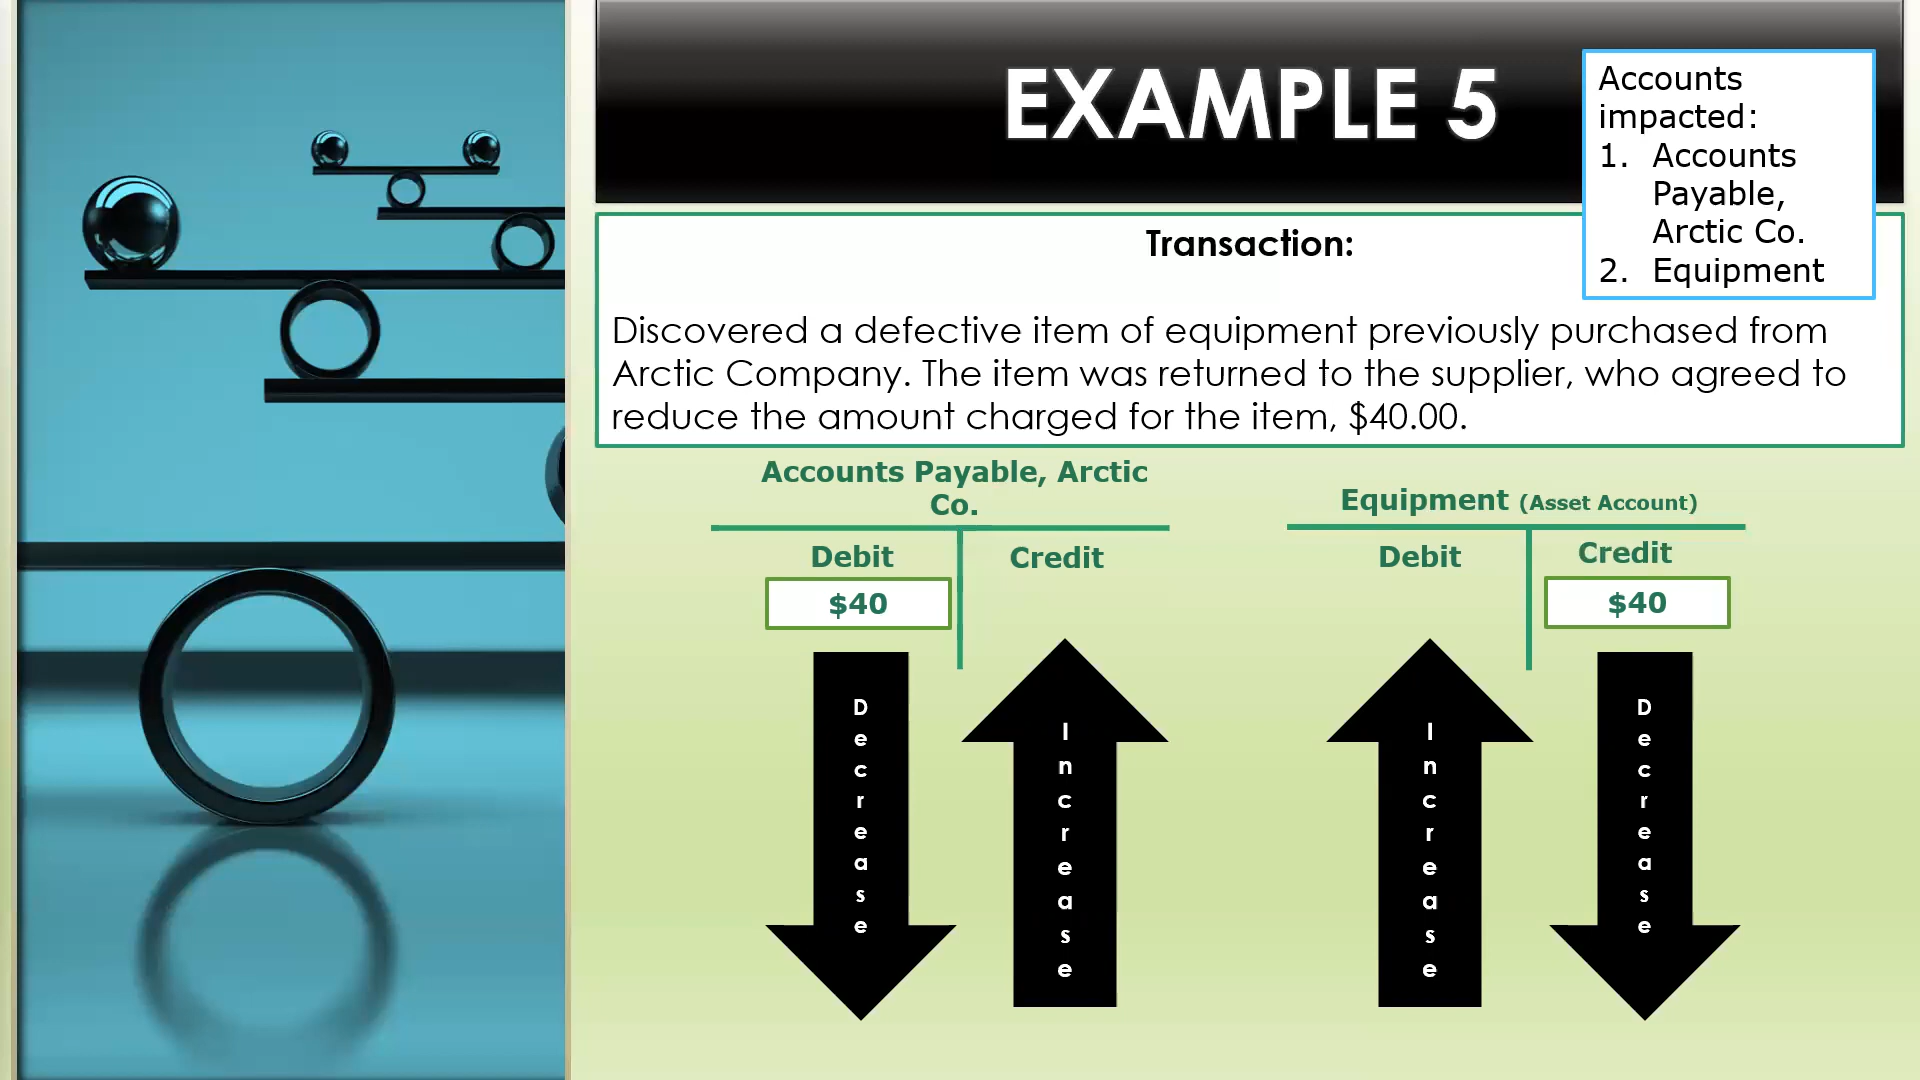 EXAMPLE 5
Accounts
impacted:
1. Accounts
Payable,
Arctic Co.
2. Equipment
Transaction:
Discovered a defective item of equipment previously purchased from
Arctic Company. The item was returned to the supplier, who agreed to
reduce the amount charged for the item, $40.00.
Accounts Payable, Arctic
Co.
Debit
Credit
$40
Decrease
Increase
Equipment (Asset Account)
Debit
Credit
$40
Increase
Decrease